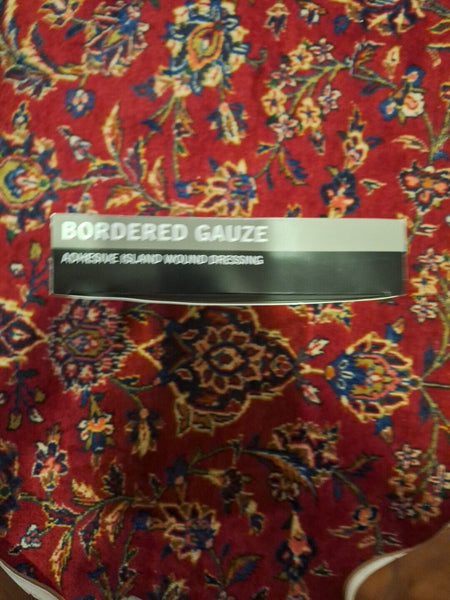 BORDERED GAUZE
ADHESIVE ISLAND WOUND DRESSING